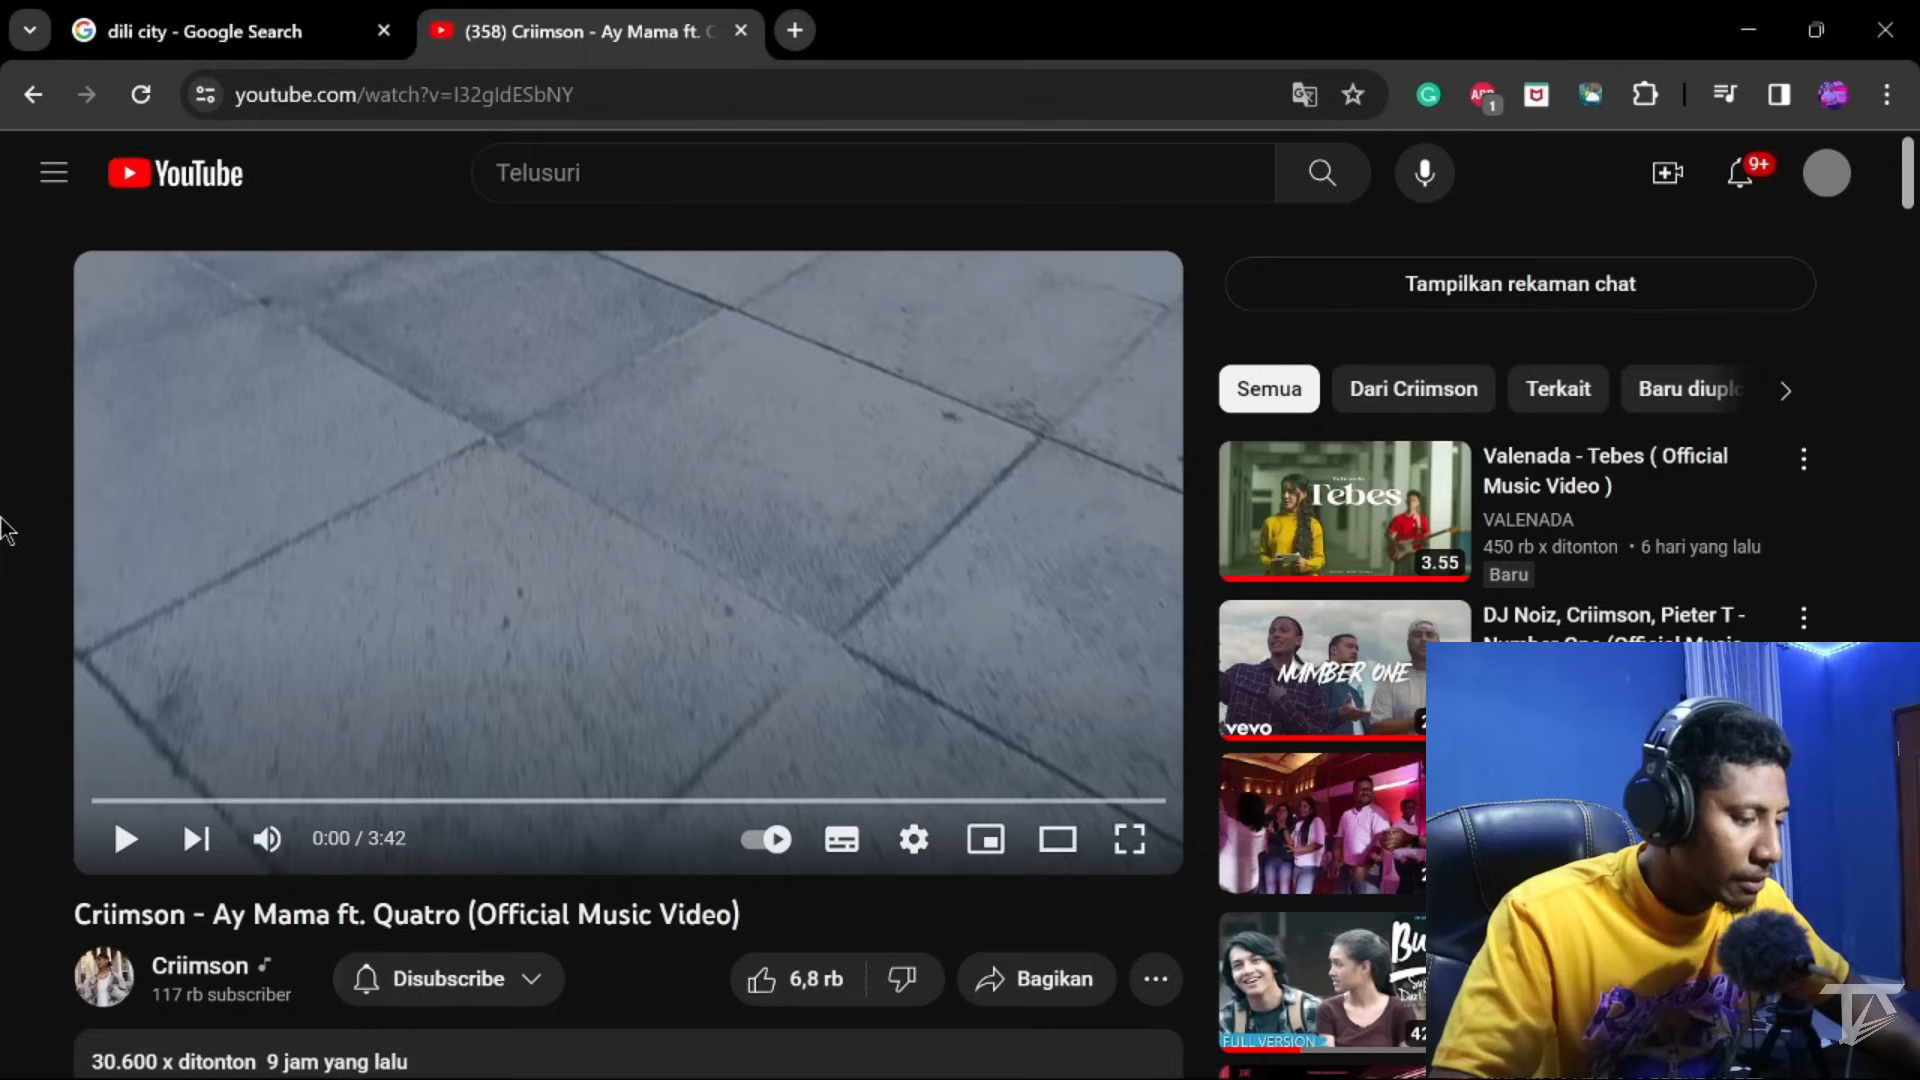 dili city - Google Search
(358) Criimson - Ay Mama ft.
youtube.com/watch?v=I32gIdESbNY
1
YouTube
Telusuri
9+
Tampilkan rekaman chat
Semua
Dari Criimson
Terkait
Baru diuplo
Tebes
3.55
Valenada - Tebes ( Official
Music Video )
VALENADA
450 rb x ditonton • 6 hari yang lalu
Baru
NUMBER ONE
vevo
DJ Noiz, Criimson, Pieter T -
0:00 / 3:42
Criimson - Ay Mama ft. Quatro (Official Music Video)
Criimson
117 rb subscriber
Disubscribe
6,8 rb
Bagikan
30.600 x ditonton 9 jam yang lalu
FULL VERSION